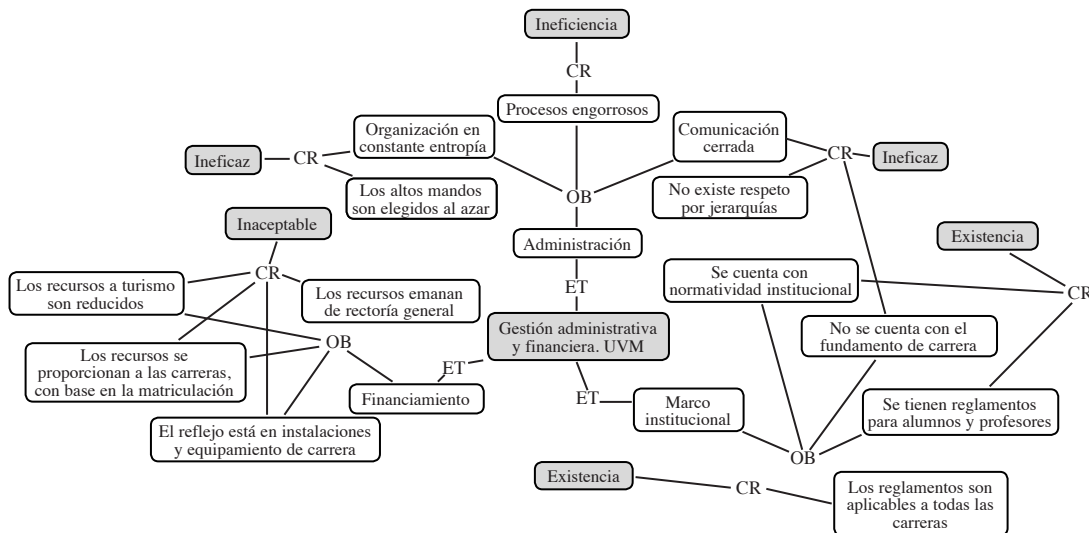 Ineficiencia
CR
Procesos engorrosos
Organización en
constante entropía
Comunicación
cerrada
Ineficaz
CR
CR
Ineficaz
Los altos mandos
son elegidos al azar
OB
No existe respeto
por jerarquías
Inaceptable
Administración
Existencia
CR
Los recursos a turismo
son reducidos
Los recursos emanan
de rectoría general
ET
Se cuenta con
normatividad institucional
CR
Gestión administrativa
y financiera. UVM
No se cuenta con el
fundamento de carrera
OB
Los recursos se
proporcionan a las carreras,
con base en la matriculación
ET
Financiamiento
ET
Marco
institucional
Se tienen reglamentos
para alumnos y profesores
El reflejo está en instalaciones
y equipamiento de carrera
OB
Existencia
CR
Los reglamentos son
aplicables a todas las
carreras